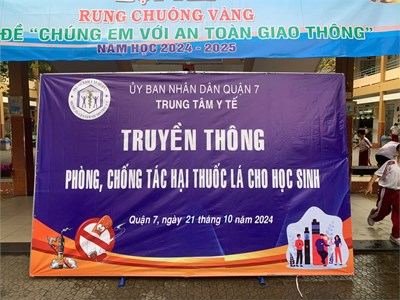 RUNG CHUÔNG VÀNG
ĐỀ “CHÚNG EM VỚI AN TOÀN GIAO THÔNG”
NĂM HỌC 2024 - 2025
ỦY BAN NHÂN DÂN QUẬN 7
TRUNG TÂM Y TẾ
TRUYỀN THÔNG
PHÒNG, CHỐNG TÁC HẠI THUỐC LÁ CHO HỌC SINH
Quận 7, ngày 21 tháng 10 năm 2024